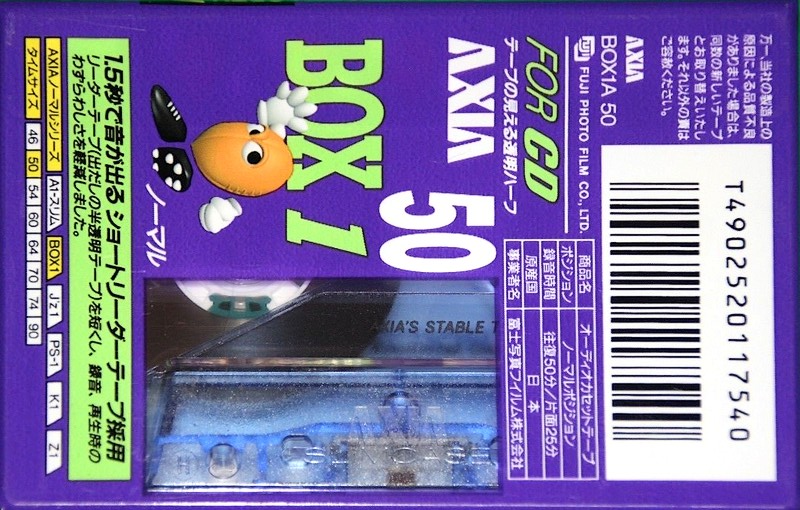 万一、当社の製造上の
原因による品質不良
がありました場合は、
同数の新しいテープ
とお取り替えいたし
ます。それ以外の責は
ご容赦ください。
AXIA
BOX1A 50
FUJI PHOTO FILM CO., LTD.
T4902520117540
FOR CD
テープの見える透明ハーフ
AXIA 50
BOX 1
ノーマル
商品名 オーディオカセットテープ
ポジション ノーマルポジション
録音時間 往復50分/片面25分
原産国 日本
事業者名 富士写真フイルム株式会社
AXIA'S STABLE T
1.5秒で音が出るショートリーダーテープ採用
リーダーテープ(出だしの半透明テープ)を短くし、録音、再生時の
わずらわしさを軽減しました。
AXIAノーマルシリーズ A1-スリム BOX1 Jz1 PS-1 K1 Z1
タイムサイズ 46 50 54 60 64 70 74 90